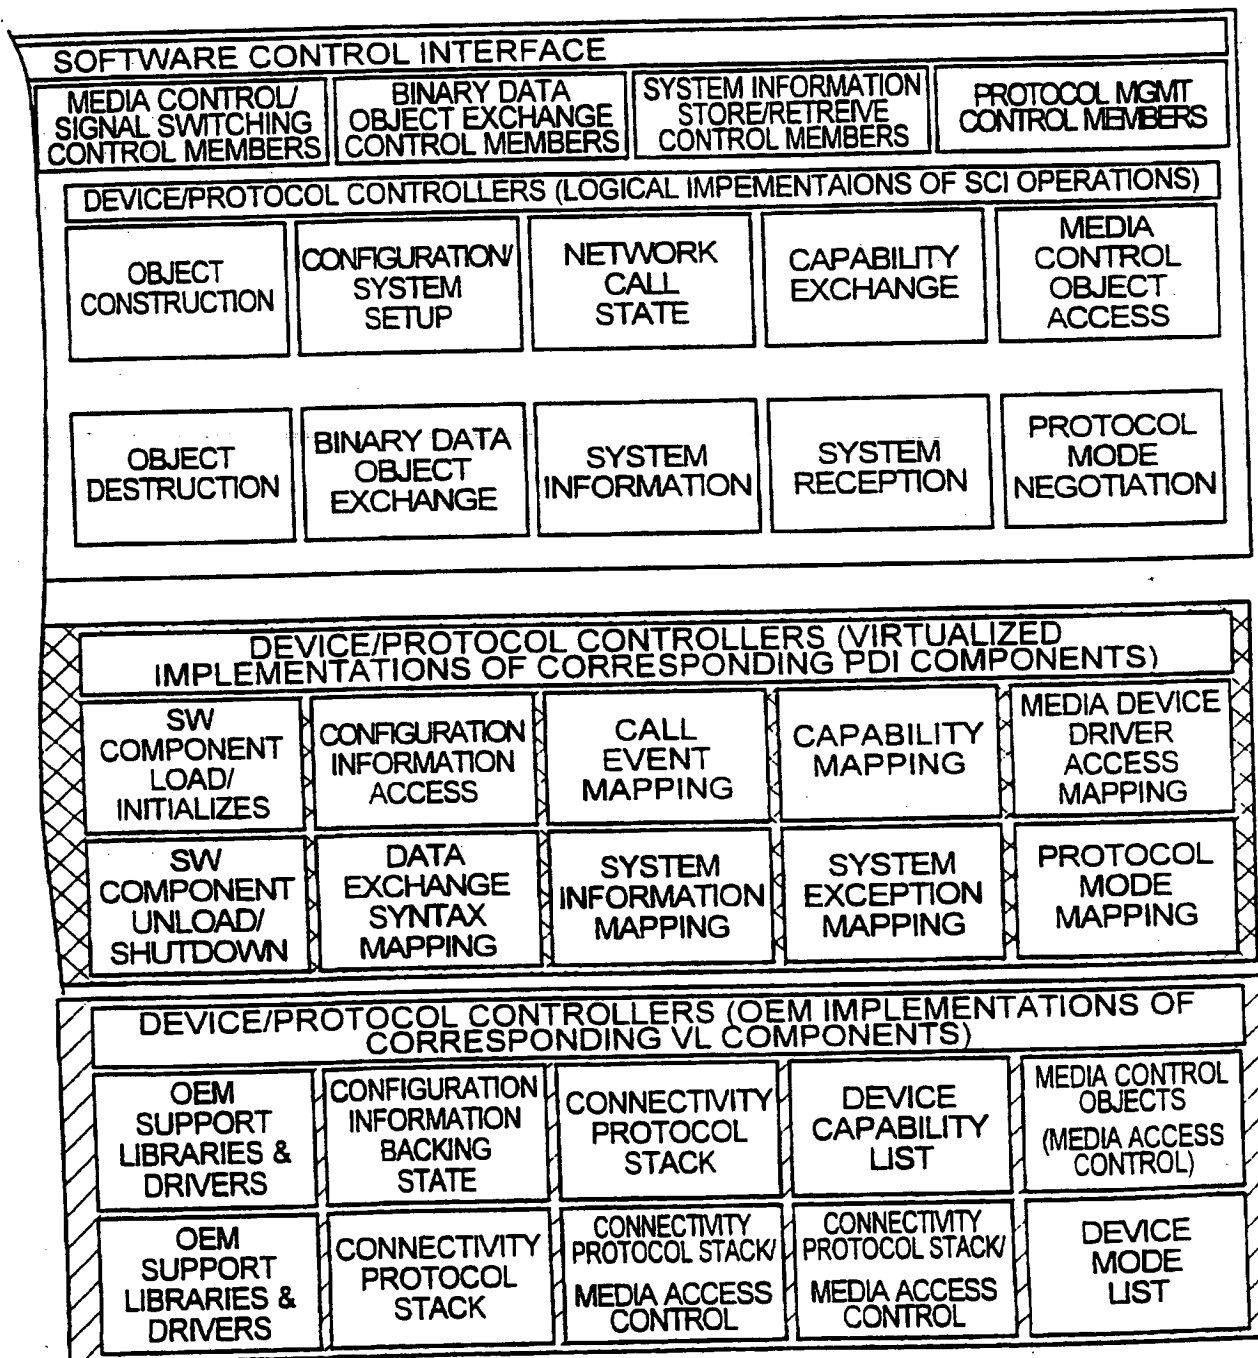 SOFTWARE CONTROL INTERFACE
MEDIA CONTROL/
SIGNAL SWITCHING
CONTROL MEMBERS
BINARY DATA
OBJECT EXCHANGE
CONTROL MEMBERS
SYSTEM INFORMATION
STORE/RETREIVE
CONTROL MEMBERS
PROTOCOL MGMT
CONTROL MEMBERS
DEVICE/PROTOCOL CONTROLLERS (LOGICAL IMPEMENTAIONS OF SCI OPERATIONS)
OBJECT
CONSTRUCTION
CONFIGURATION/
SYSTEM
SETUP
NETWORK
CALL
STATE
CAPABILITY
EXCHANGE
MEDIA
CONTROL
OBJECT
ACCESS
OBJECT
DESTRUCTION
BINARY DATA
OBJECT
EXCHANGE
SYSTEM
INFORMATION
SYSTEM
RECEPTION
PROTOCOL
MODE
NEGOTIATION
DEVICE/PROTOCOL CONTROLLERS (VIRTUALIZED
IMPLEMENTATIONS OF CORRESPONDING PDI COMPONENTS)
SW
COMPONENT
LOAD/
INITIALIZES
CONFIGURATION
INFORMATION
ACCESS
CALL
EVENT
MAPPING
CAPABILITY
MAPPING
MEDIA DEVICE
DRIVER
ACCESS
MAPPING
SW
COMPONENT
UNLOAD/
SHUTDOWN
DATA
EXCHANGE
SYNTAX
MAPPING
SYSTEM
INFORMATION
MAPPING
SYSTEM
EXCEPTION
MAPPING
PROTOCOL
MODE
MAPPING
DEVICE/PROTOCOL CONTROLLERS (OEM IMPLEMENTATIONS OF
CORRESPONDING VL COMPONENTS)
OEM
SUPPORT
LIBRARIES &
DRIVERS
CONFIGURATION
INFORMATION
BACKING
STATE
CONNECTIVITY
PROTOCOL
STACK
DEVICE
CAPABILITY
LIST
MEDIA CONTROL
OBJECTS
(MEDIA ACCESS
CONTROL)
OEM
SUPPORT
LIBRARIES &
DRIVERS
CONNECTIVITY
PROTOCOL
STACK
CONNECTIVITY
PROTOCOL STACK/
MEDIA ACCESS
CONTROL
CONNECTIVITY
PROTOCOL STACK/
MEDIA ACCESS
CONTROL
DEVICE
MODE
LIST